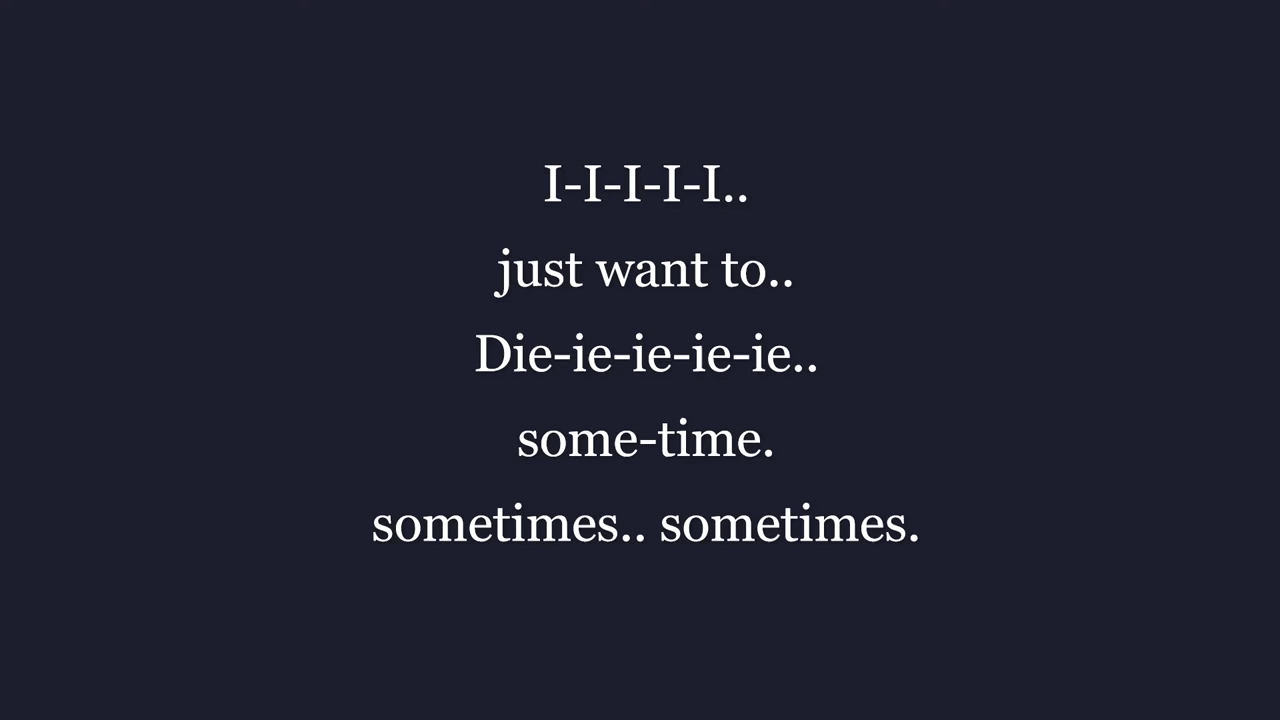 I-I-I-I-I..
just want to..
Die-ie-ie-ie-ie..
some-time.
sometimes.. sometimes.